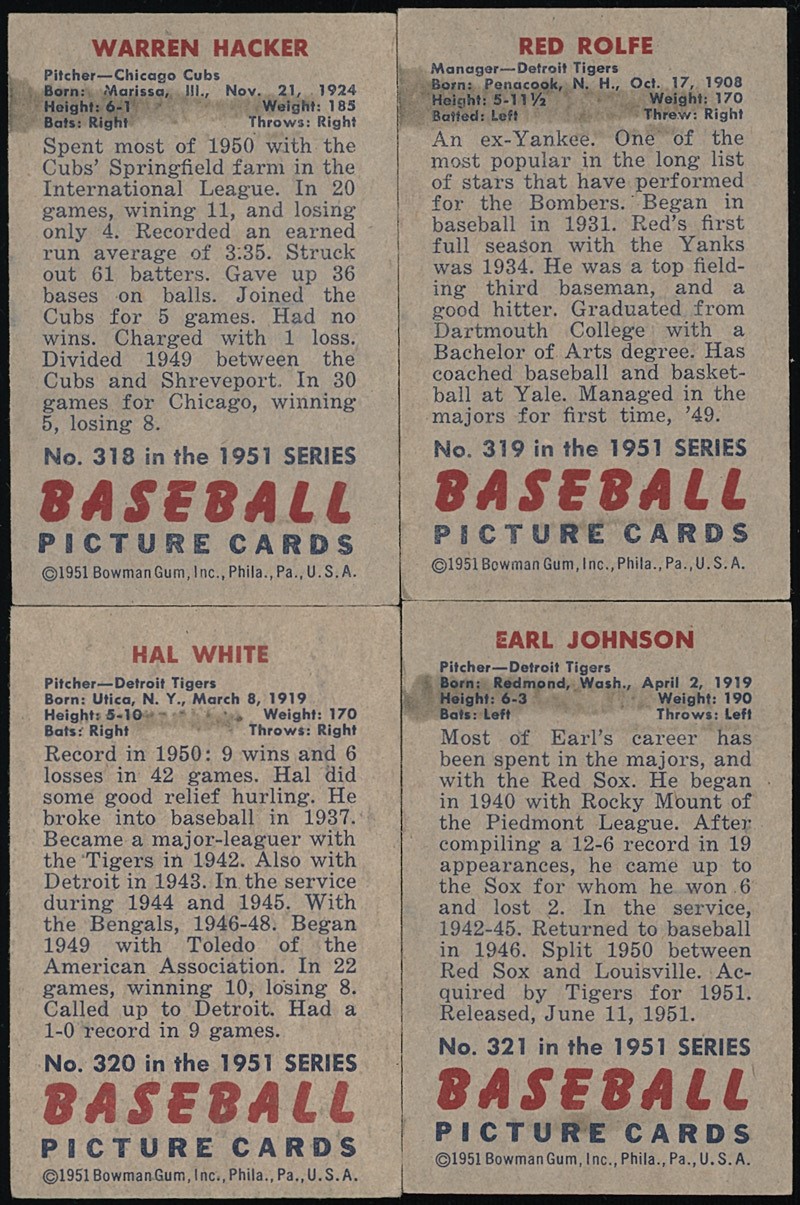 WARREN HACKER
Pitcher—Chicago Cubs
Born: Marissa, Ill., Nov. 21, 1924
Height: 6-1 Weight: 185
Bats: Right Throws: Right
Spent most of 1950 with the
Cubs' Springfield farm in the
International League. In 20
games, wining 11, and losing
only 4. Recorded an earned
run average of 3:35. Struck
out 61 batters. Gave up 36
bases on balls. Joined the
Cubs for 5 games. Had no
wins. Charged with 1 loss.
Divided 1949 between the
Cubs and Shreveport. In 30
games for Chicago, winning
5, losing 8.
No. 318 in the 1951 SERIES
BASEBALL
PICTURE CARDS
©1951 Bowman Gum, Inc., Phila., Pa., U. S. A.
RED ROLFE
Manager—Detroit Tigers
Born: Penacook, N. H., Oct. 17, 1908
Height: 5-11½ Weight: 170
Batted: Left Threw: Right
An ex-Yankee. One of the
most popular in the long list
of stars that have performed
for the Bombers. Began in
baseball in 1931. Red's first
full season with the Yanks
was 1934. He was a top field-
ing third baseman, and a
good hitter. Graduated from
Dartmouth College with a
Bachelor of Arts degree. Has
coached baseball and basket-
ball at Yale. Managed in the
majors for first time, '49.
No. 319 in the 1951 SERIES
BASEBALL
PICTURE CARDS
©1951 Bowman Gum, Inc., Phila., Pa., U. S. A.
HAL WHITE
Pitcher—Detroit Tigers
Born: Utica, N. Y., March 8, 1919
Height: 5-10 Weight: 170
Bats: Right Throws: Right
Record in 1950: 9 wins and 6
losses in 42 games. Hal did
some good relief hurling. He
broke into baseball in 1937.
Became a major-leaguer with
the Tigers in 1942. Also with
Detroit in 1943. In the service
during 1944 and 1945. With
the Bengals, 1946-48. Began
1949 with Toledo of the
American Association. In 22
games, winning 10, losing 8.
Called up to Detroit. Had a
1-0 record in 9 games.
No. 320 in the 1951 SERIES
BASEBALL
PICTURE CARDS
©1951 Bowman Gum, Inc., Phila., Pa., U. S. A.
EARL JOHNSON
Pitcher—Detroit Tigers
Born: Redmond, Wash., April 2, 1919
Height: 6-3 Weight: 190
Bats: Left Throws: Left
Most of Earl's career has
been spent in the majors, and
with the Red Sox. He began
in 1940 with Rocky Mount of
the Piedmont League. After
compiling a 12-6 record in 19
appearances, he came up to
the Sox for whom he won 6
and lost 2. In the service,
1942-45. Returned to baseball
in 1946. Split 1950 between
Red Sox and Louisville. Ac-
quired by Tigers for 1951.
Released, June 11, 1951.
No. 321 in the 1951 SERIES
BASEBALL
PICTURE CARDS
©1951 Bowman Gum, Inc., Phila., Pa., U. S. A.